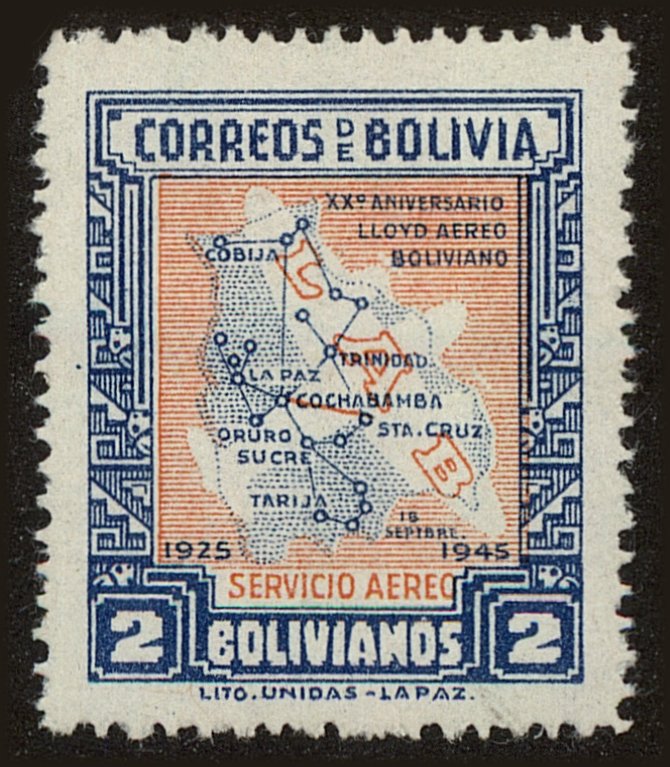 CORREOS DE BOLIVIA
XXº ANIVERSARIO
LLOYD AEREO
BOLIVIANO
COBIJA
L
A
B
TRINIDAD
LA PAZ
COCHABAMBA
ORURO
STA. CRUZ
SUCRE
TARIJA
18
SEPTBRE.
1925
1945
SERVICIO AEREO
2 BOLIVIANOS 2
LITO. UNIDAS - LA PAZ.